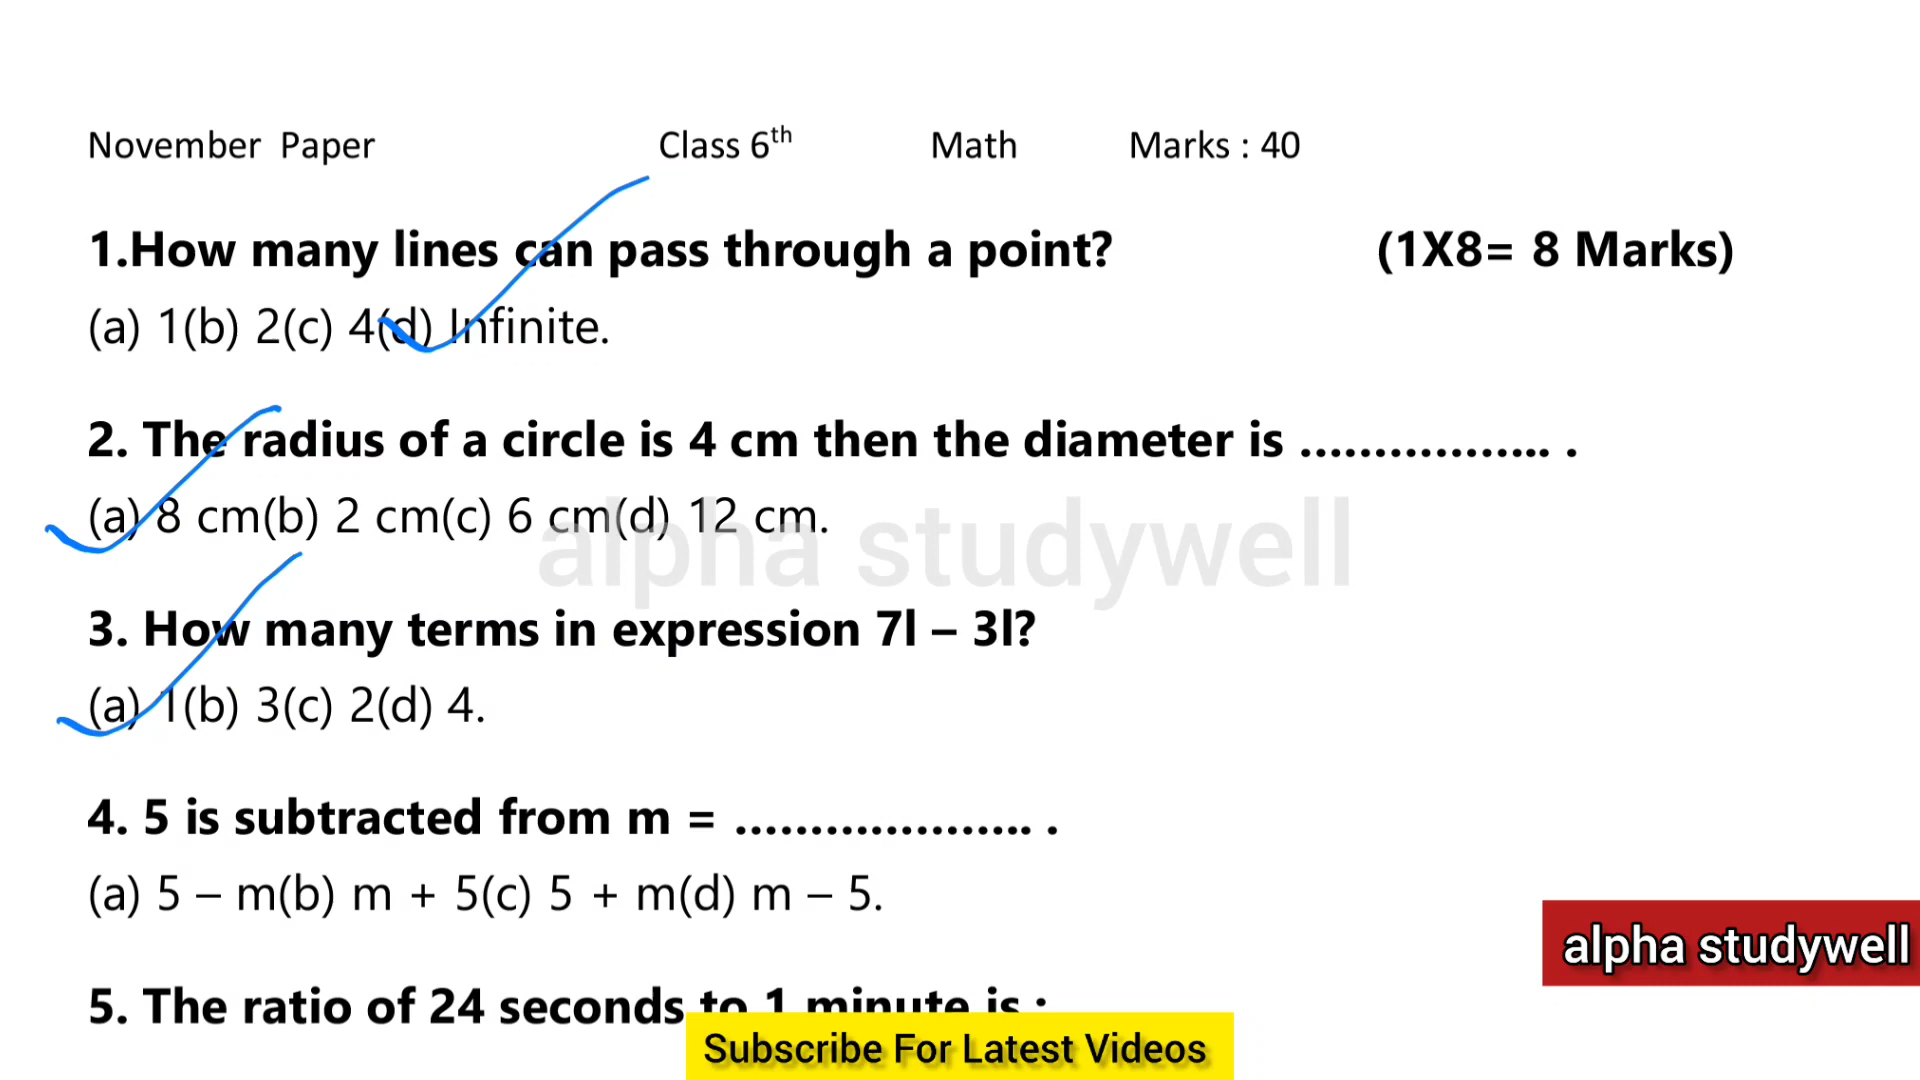 November Paper Class 6th Math Marks : 40
1.How many lines can pass through a point? (1X8= 8 Marks)
(a) 1(b) 2(c) 4(d) Infinite.
2. The radius of a circle is 4 cm then the diameter is ................. .
(a) 8 cm(b) 2 cm(c) 6 cm(d) 12 cm.
alpha studywell
3. How many terms in expression 7l – 3l?
(a) 1(b) 3(c) 2(d) 4.
4. 5 is subtracted from m = .................... .
(a) 5 – m(b) m + 5(c) 5 + m(d) m – 5.
alpha studywell
5. The ratio of 24 seconds to 1 minute is :
Subscribe For Latest Videos